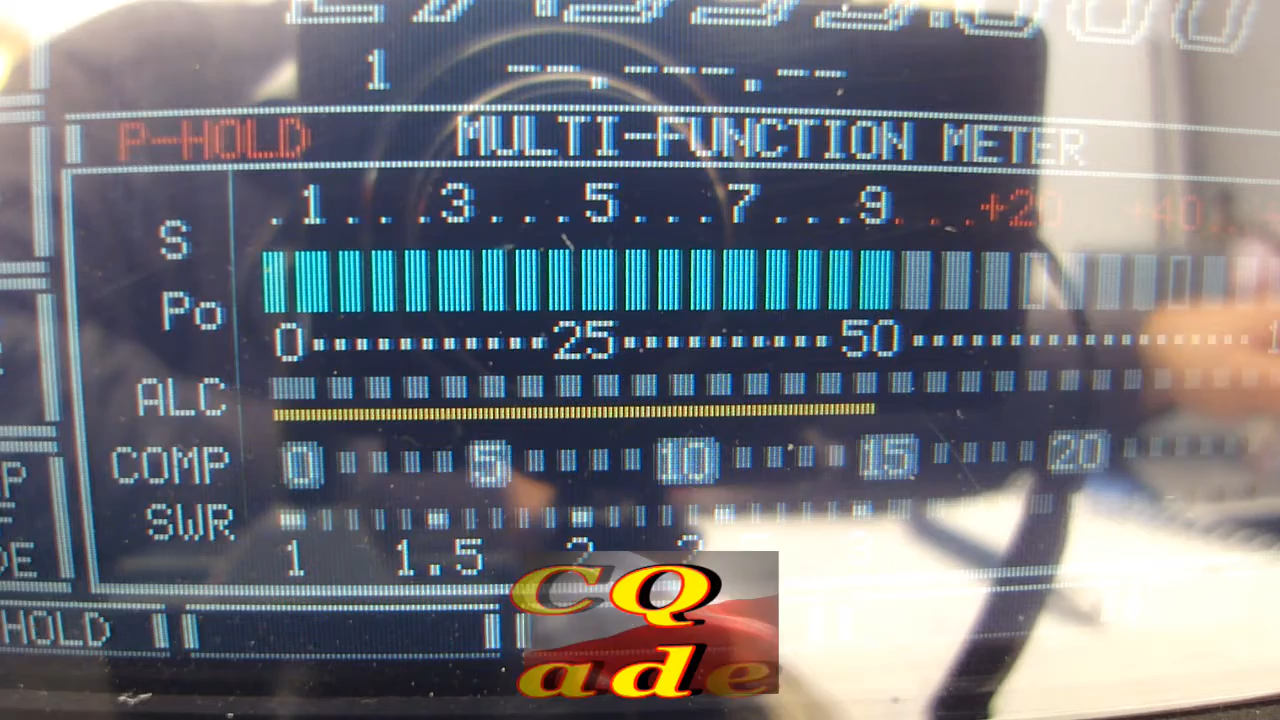 1 --.---.--
P-HOLD MULTI-FUNCTION METER
S .1...3...5...7...9...+20 +40..
Po 0 25 50
ALC
COMP 0 5 10 15 20
SWR
1 1.5 2
HOLD
CQ
ade